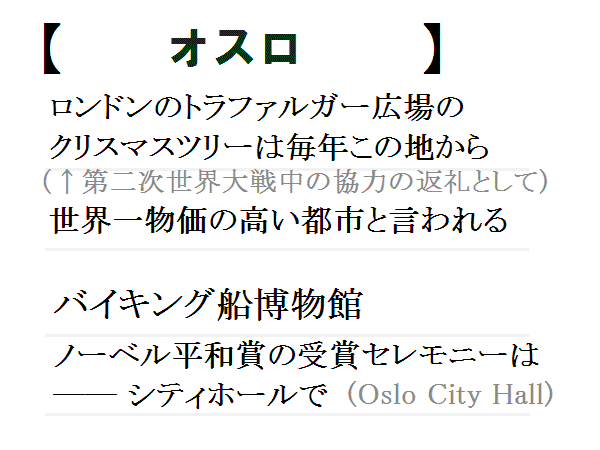 【 オスロ 】
ロンドンのトラファルガー広場の
クリスマスツリーは毎年この地から
(↑第二次世界大戦中の協力の返礼として)
世界一物価の高い都市と言われる
バイキング船博物館
ノーベル平和賞の受賞セレモニーは
―― シティホールで (Oslo City Hall)